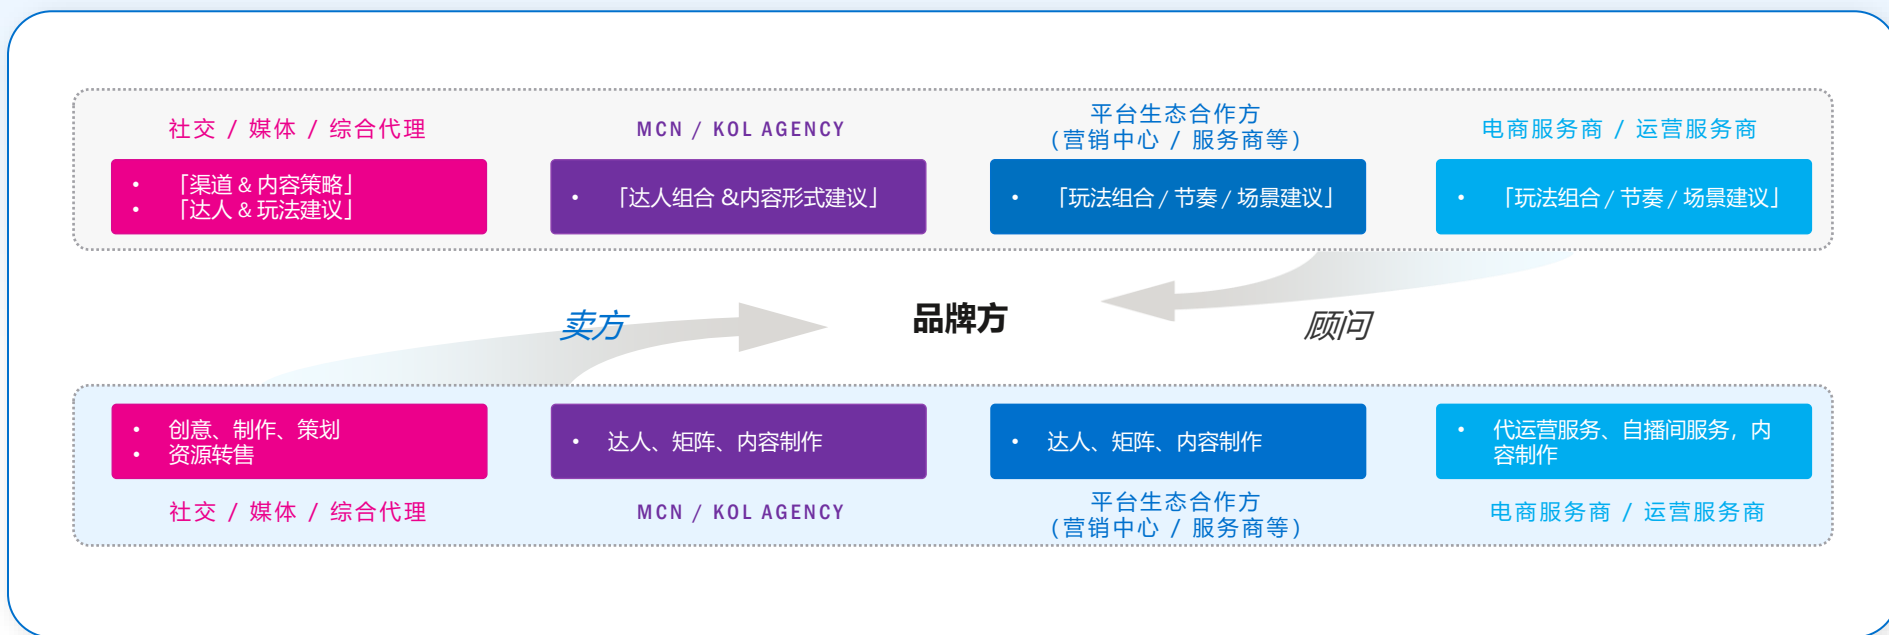 社交 / 媒体 / 综合代理
MCN / KOL AGENCY
平台生态合作方
(营销中心 / 服务商等)
电商服务商 / 运营服务商
• 「渠道 & 内容策略」
• 「达人 & 玩法建议」
• 「达人组合 &内容形式建议」
• 「玩法组合 / 节奏 / 场景建议」
• 「玩法组合 / 节奏 / 场景建议」
卖方
品牌方
顾问
• 创意、制作、策划
• 资源转售
• 达人、矩阵、内容制作
• 达人、矩阵、内容制作
• 代运营服务、自播间服务，内
容制作
社交 / 媒体 / 综合代理
MCN / KOL AGENCY
平台生态合作方
(营销中心 / 服务商等)
电商服务商 / 运营服务商